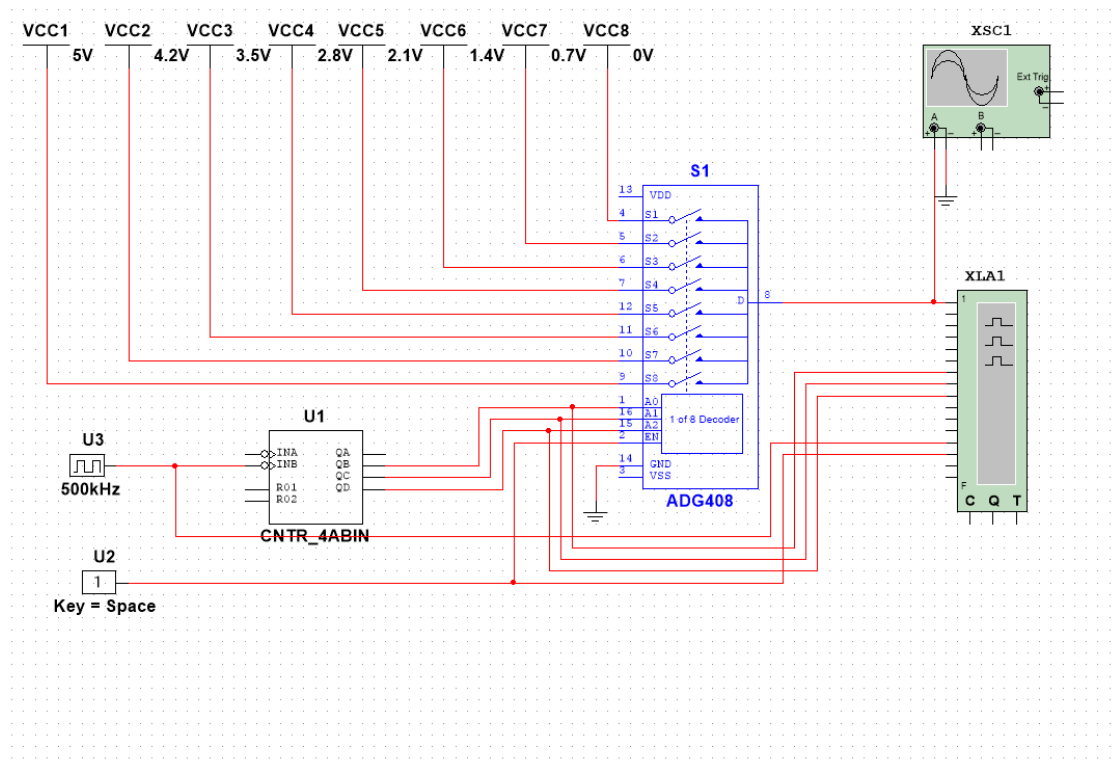 VCC1 VCC2 VCC3 VCC4 VCC5 VCC6 VCC7 VCC8
5V 4.2V 3.5V 2.8V 2.1V 1.4V 0.7V 0V
XSC1
Ext Trig
+
−
A B
+ − + −
S1
13 VDD
4 S1
5 S2
6 S3
7 S4
12 S5
11 S6
10 S7
9 S8
D 8
1 A0
16 A1
15 A2
2 EN
1 of 8 Decoder
14 GND
3 VSS
ADG408
XLA1
1
F
C Q T
U1
INA QA
INB QB
QC
R01 QD
R02
CNTR_4ABIN
U3
500kHz
U2
1
Key = Space